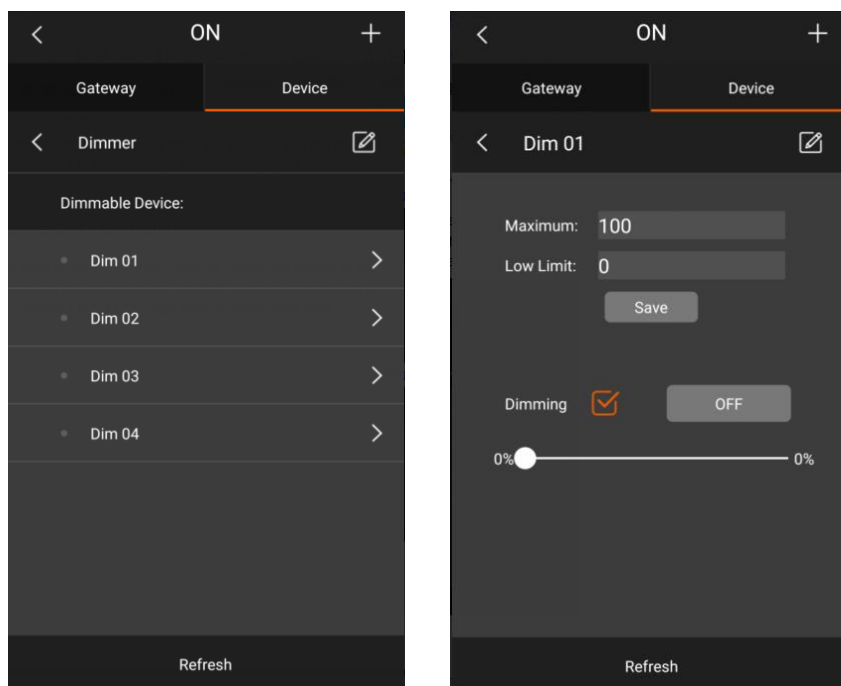 ON
Gateway Device
Dimmer
Dimmable Device:
Dim 01
Dim 02
Dim 03
Dim 04
Refresh
ON
Gateway Device
Dim 01
Maximum: 100
Low Limit: 0
Save
Dimming OFF
0% 0%
Refresh